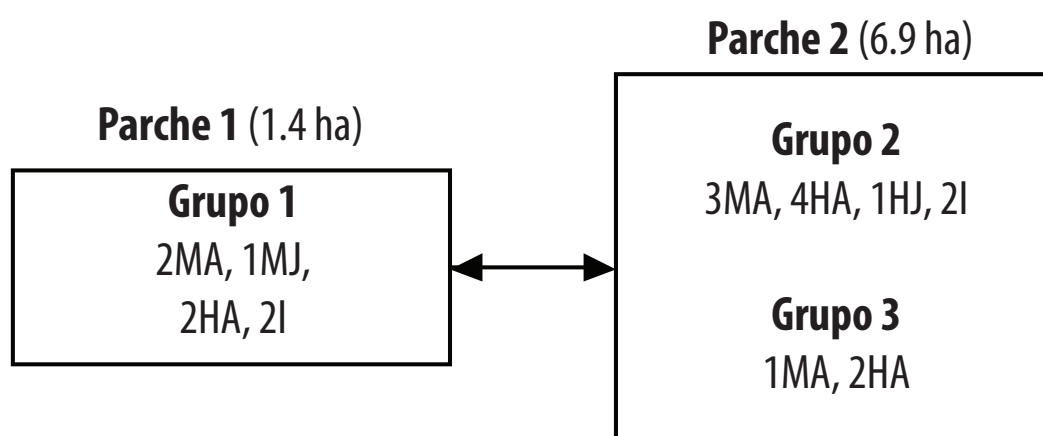 Parche 1 (1.4 ha)
Grupo 1
2MA, 1MJ,
2HA, 2I
Parche 2 (6.9 ha)
Grupo 2
3MA, 4HA, 1HJ, 2I
Grupo 3
1MA, 2HA